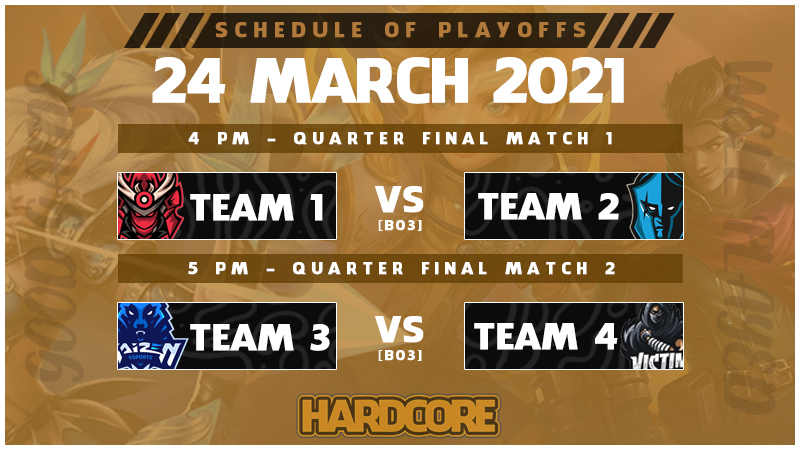 SCHEDULE OF PLAYOFFS
24 MARCH 2021
4 PM – QUARTER FINAL MATCH 1
TEAM 1
VS
[BO3]
TEAM 2
5 PM – QUARTER FINAL MATCH 2
TEAM 3
VS
[BO3]
TEAM 4
ESPORTS
HARDCORE